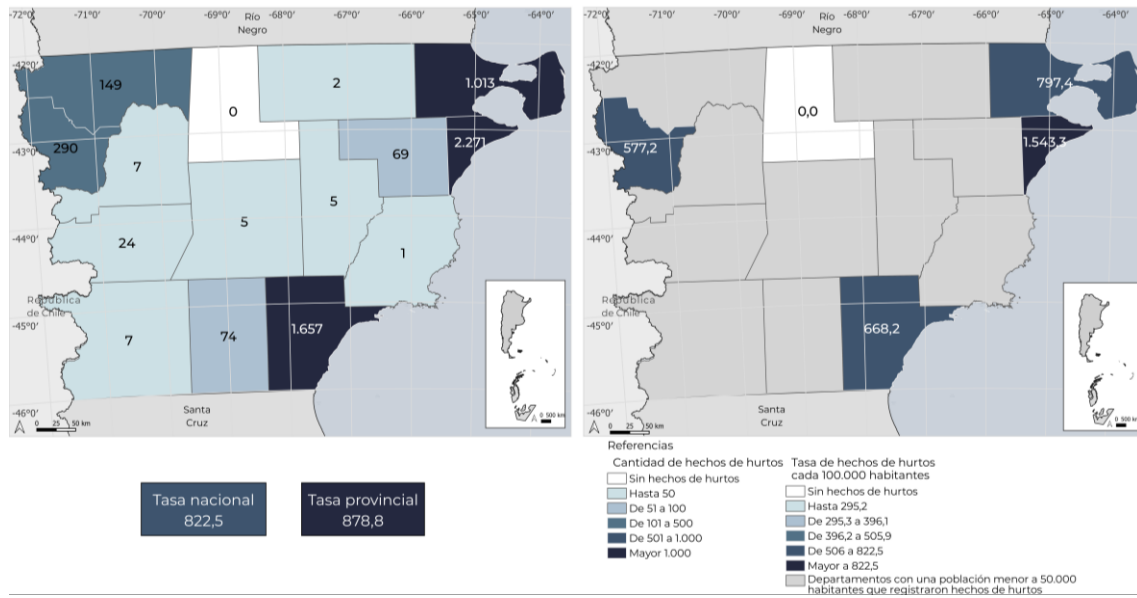 -72°0'
-71°0'
-70°0'
-69°0'
-68°0'
-67°0'
-66°0'
-65°0'
-64°0'
Río
Negro
-42°0'
149
2
1.013
0
290
2.271
-43°0'
7
69
5
24
5
-44°0'
1
República
de Chile
-45°0'
7
74
1.657
-46°0'
Santa
Cruz
0 25 50 km
0 500 km
A
-72°0'
-71°0'
-70°0'
-69°0'
-68°0'
-67°0'
-66°0'
-65°0'
-64°0'
Río
Negro
-42°0'
797,4
0,0
577,2
1.543,3
-43°0'
-44°0'
República
de Chile
-45°0'
668,2
-46°0'
Santa
Cruz
0 25 50 km
0 500 km
A
Tasa nacional
822,5
Tasa provincial
878,8
Referencias
Cantidad de hechos de hurtos
Sin hechos de hurtos
Hasta 50
De 51 a 100
De 101 a 500
De 501 a 1.000
Mayor 1.000
Tasa de hechos de hurtos
cada 100.000 habitantes
Sin hechos de hurtos
Hasta 295,2
De 295,3 a 396,1
De 396,2 a 505,9
De 506 a 822,5
Mayor a 822,5
Departamentos con una población menor a 50.000
habitantes que registraron hechos de hurtos